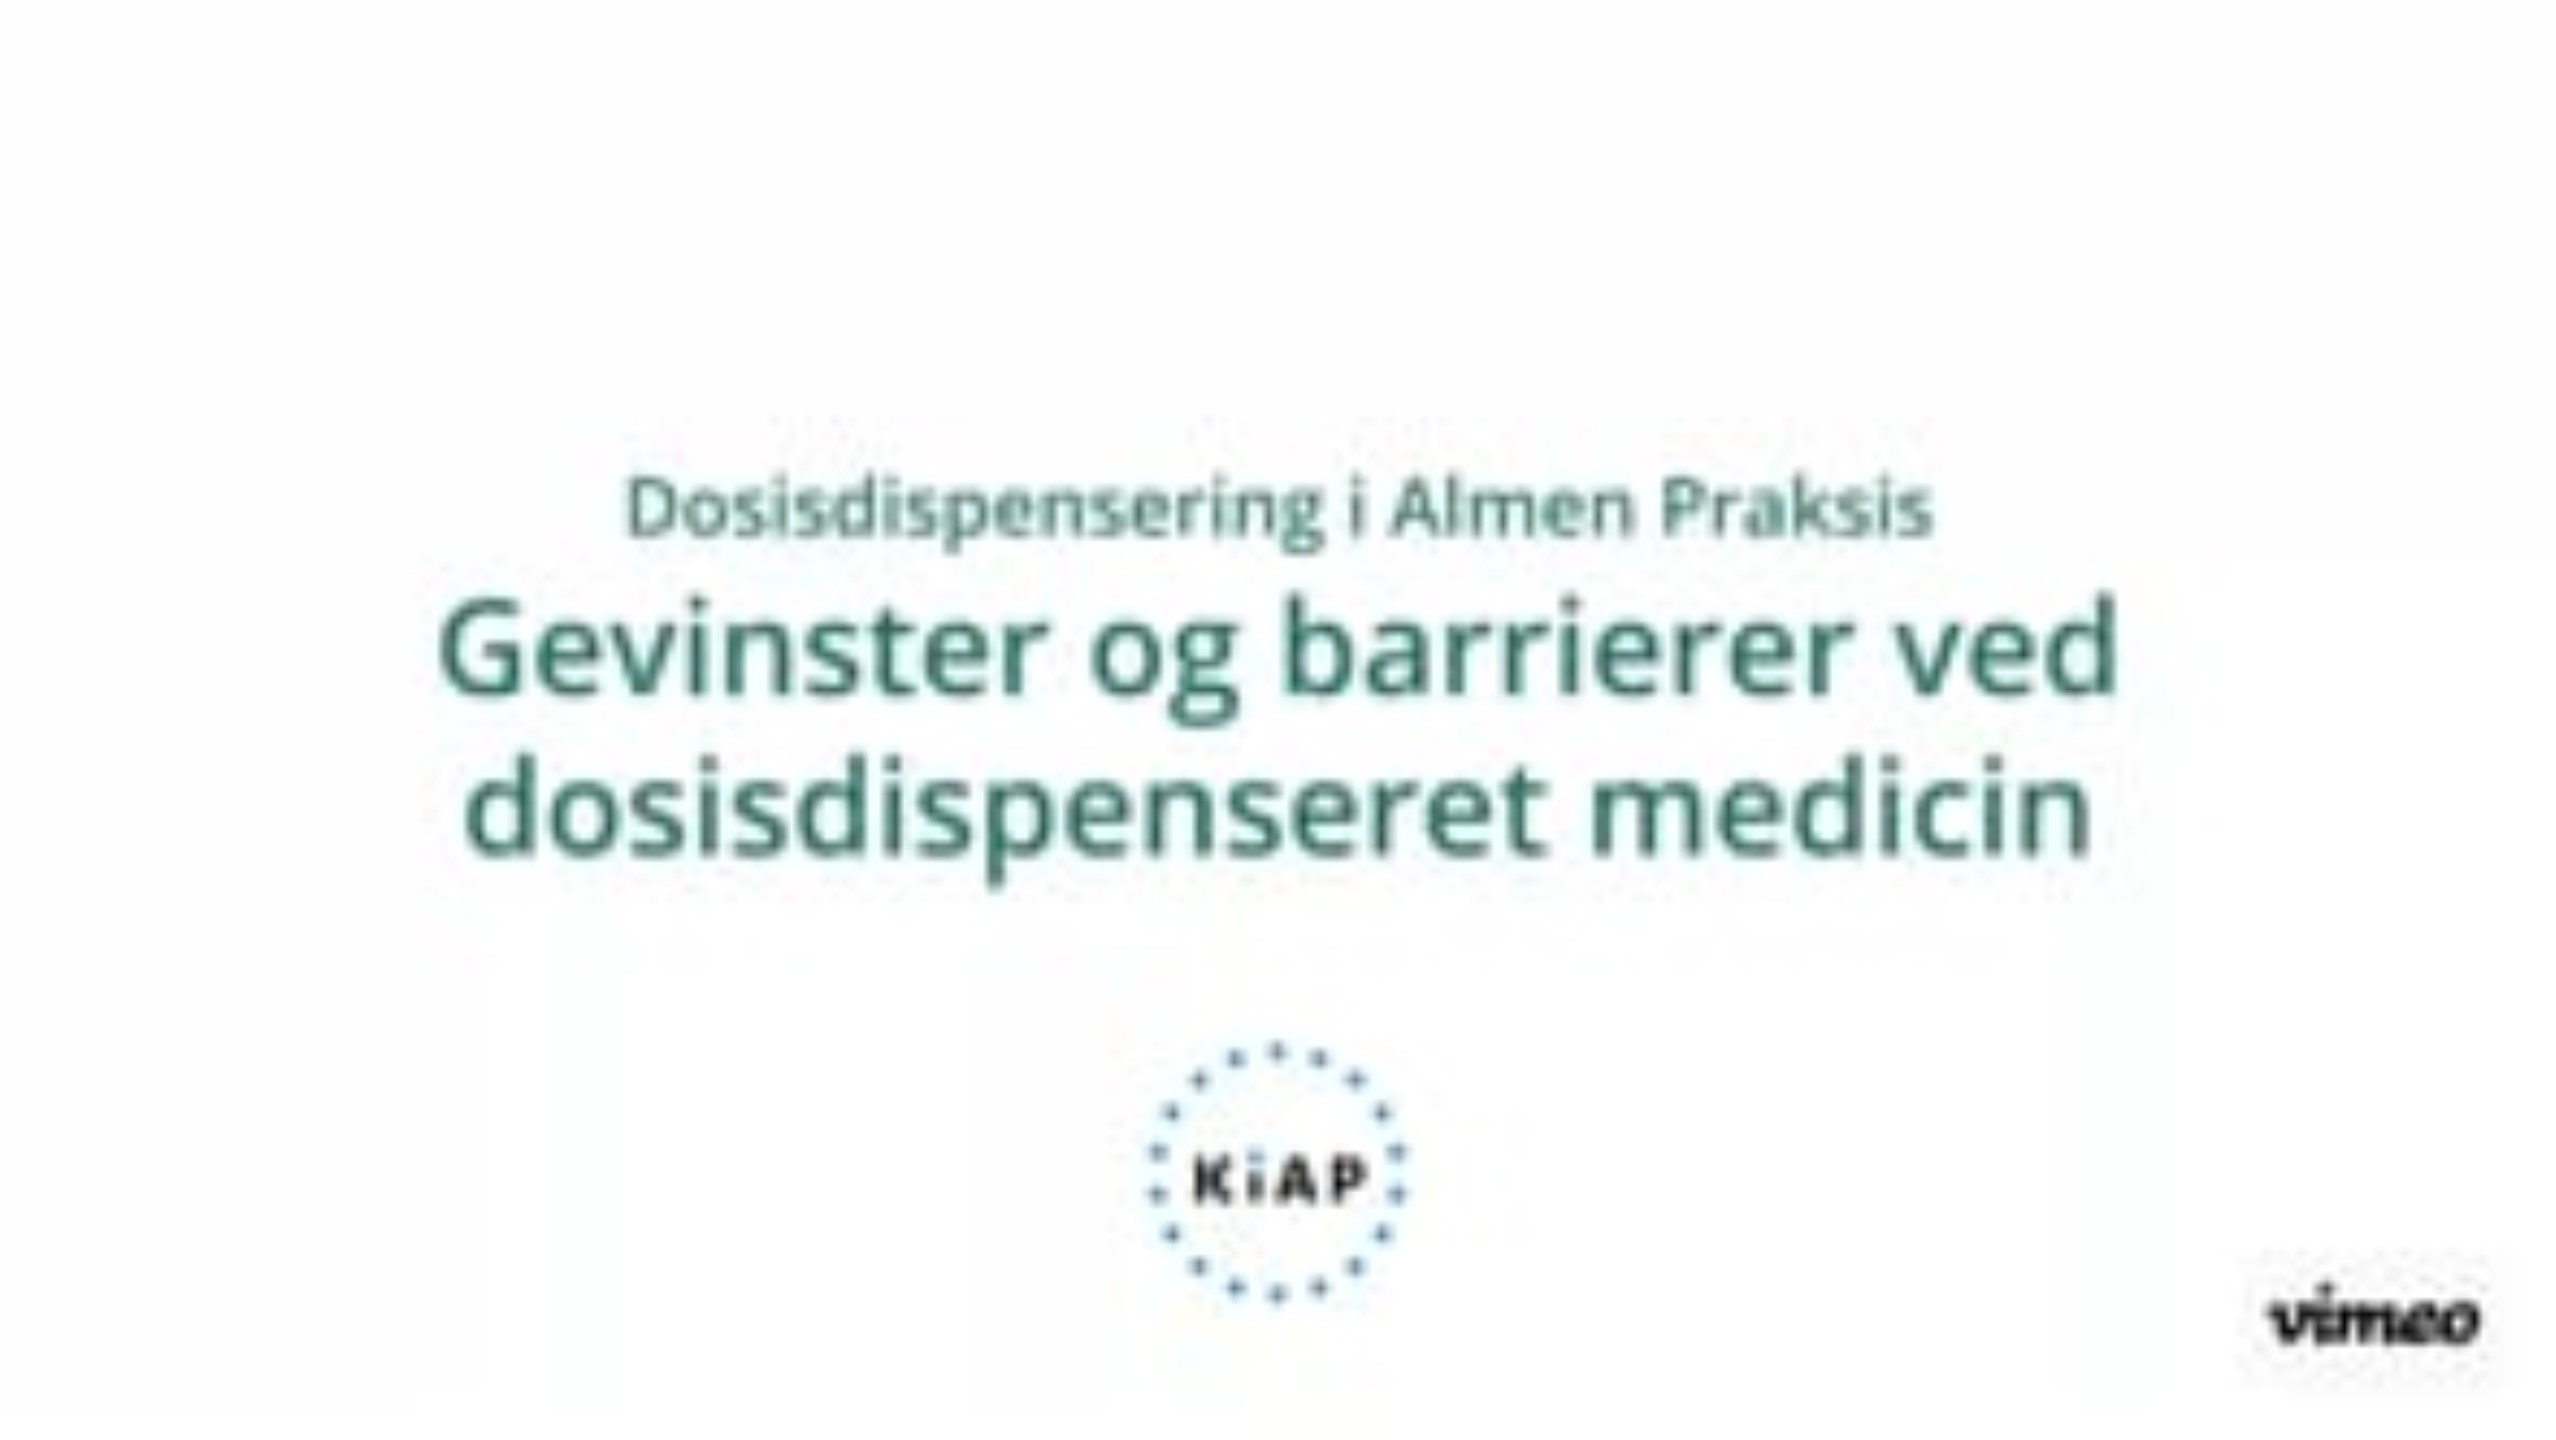 Dosisdispensering i Almen Praksis
Gevinster og barrierer ved
dosisdispenseret medicin
KiAP
vimeo